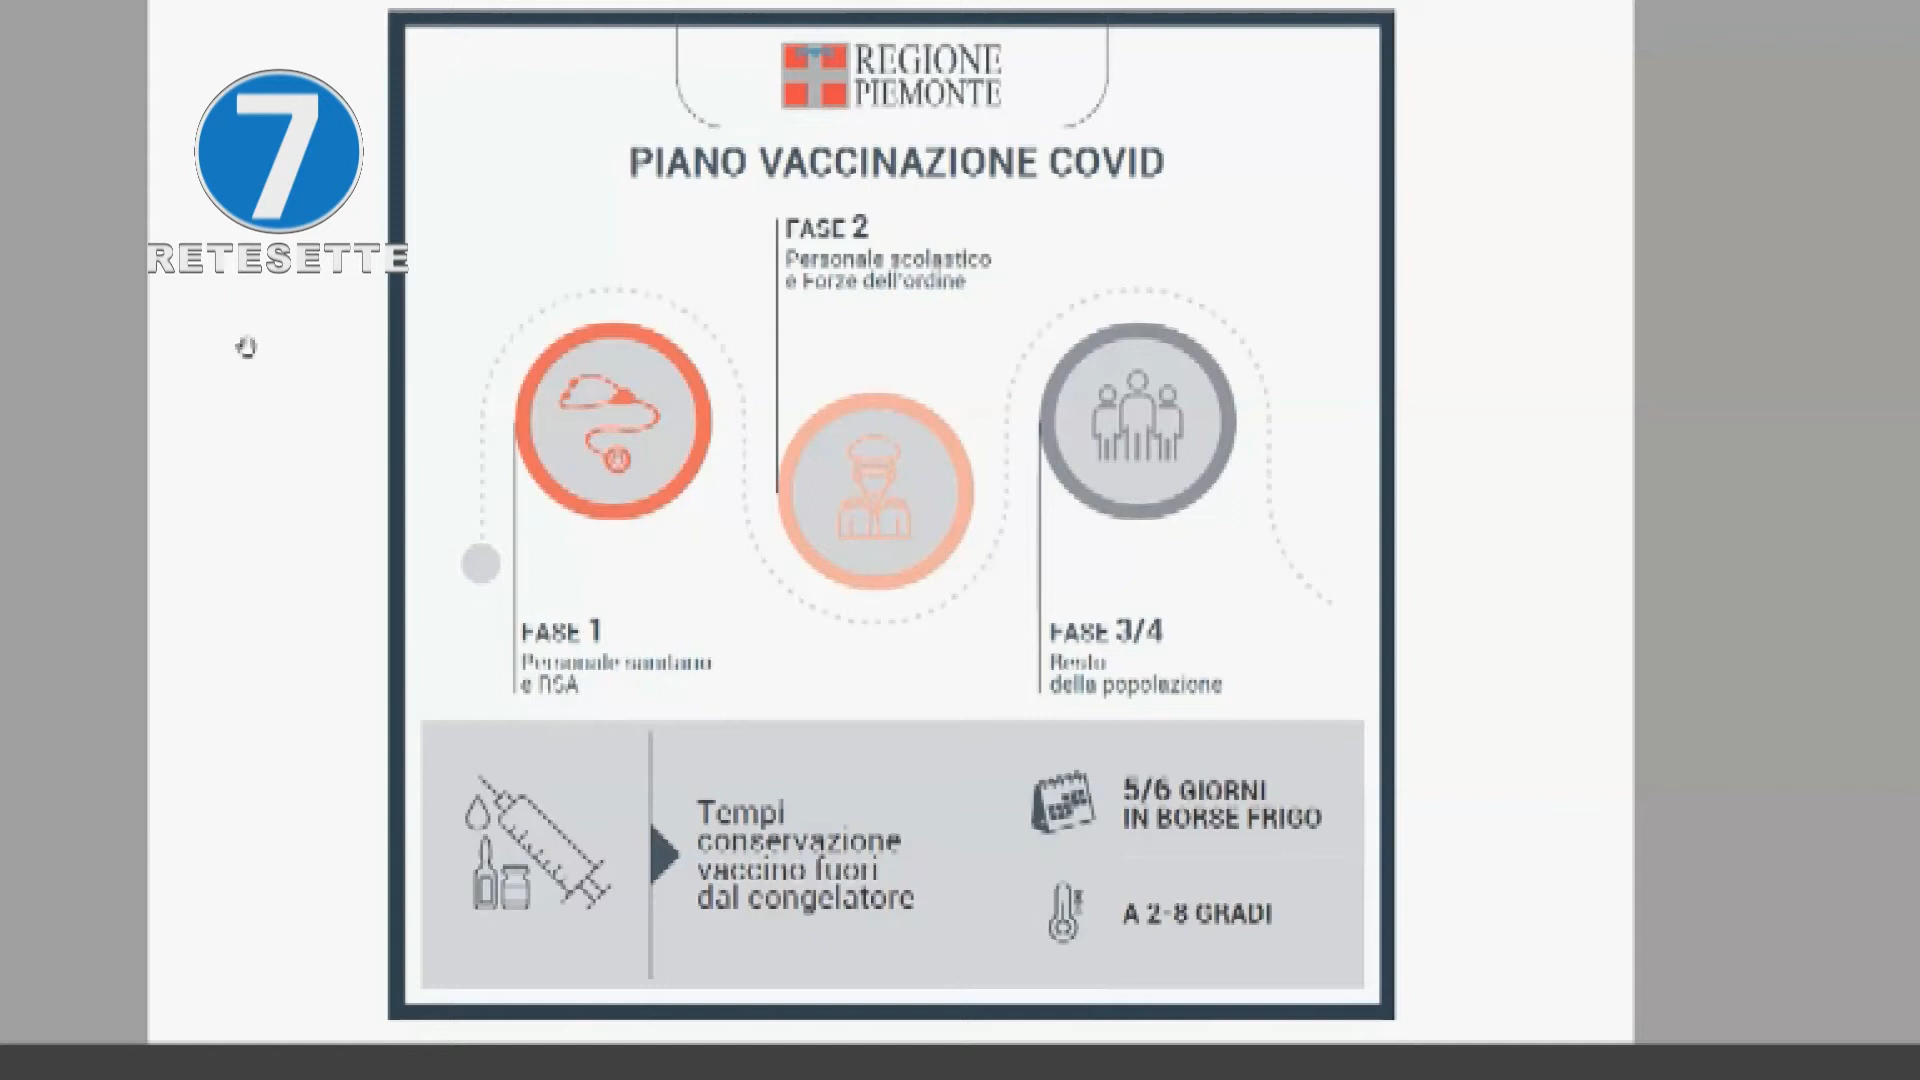 7
RETESETTE
REGIONE
PIEMONTE
PIANO VACCINAZIONE COVID
FASE 2
Personale scolastico
e Forze dell'ordine
FASE 1
Personale sanitario
e RSA
FASE 3/4
Resto
della popolazione
Tempi
conservazione
vaccino fuori
dal congelatore
5/6 GIORNI
IN BORSE FRIGO
A 2-8 GRADI